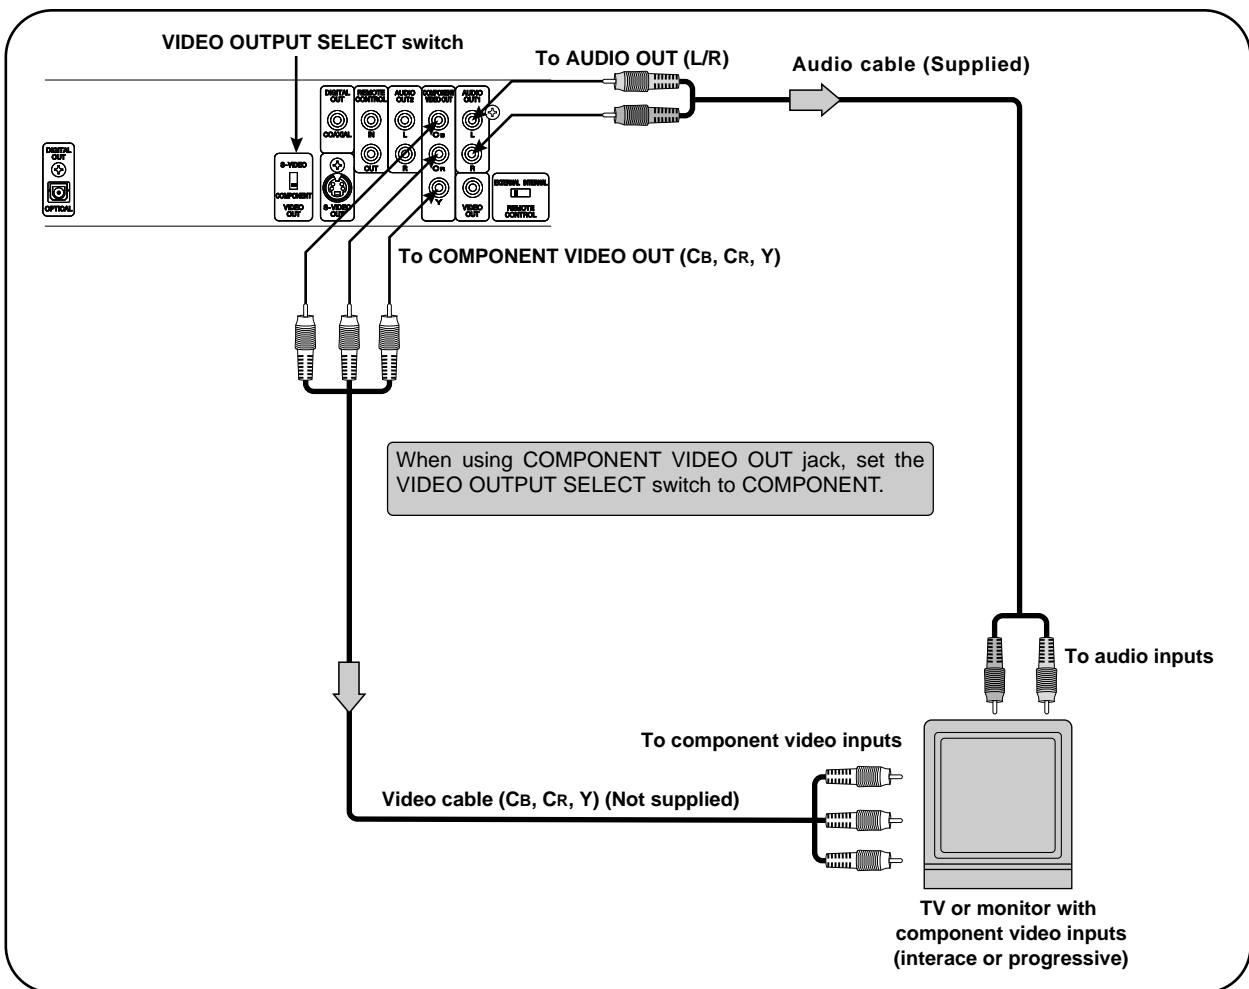 VIDEO OUTPUT SELECT switch
To AUDIO OUT (L/R)
Audio cable (Supplied)
DIGITAL
OUT
COAXIAL
REMOTE
CONTROL
IN
OUT
AUDIO
OUT2
L
R
COMPONENT
VIDEO OUT
CB
CR
Y
AUDIO
OUT1
L
R
DIGITAL
OUT
OPTICAL
S-VIDEO
COMPONENT
VIDEO
OUT
S-VIDEO
OUT
VIDEO
OUT
EXTERNAL INTERNAL
REMOTE
CONTROL
To COMPONENT VIDEO OUT (CB, CR, Y)
When using COMPONENT VIDEO OUT jack, set the
VIDEO OUTPUT SELECT switch to COMPONENT.
To audio inputs
To component video inputs
Video cable (CB, CR, Y) (Not supplied)
TV or monitor with
component video inputs
(interace or progressive)